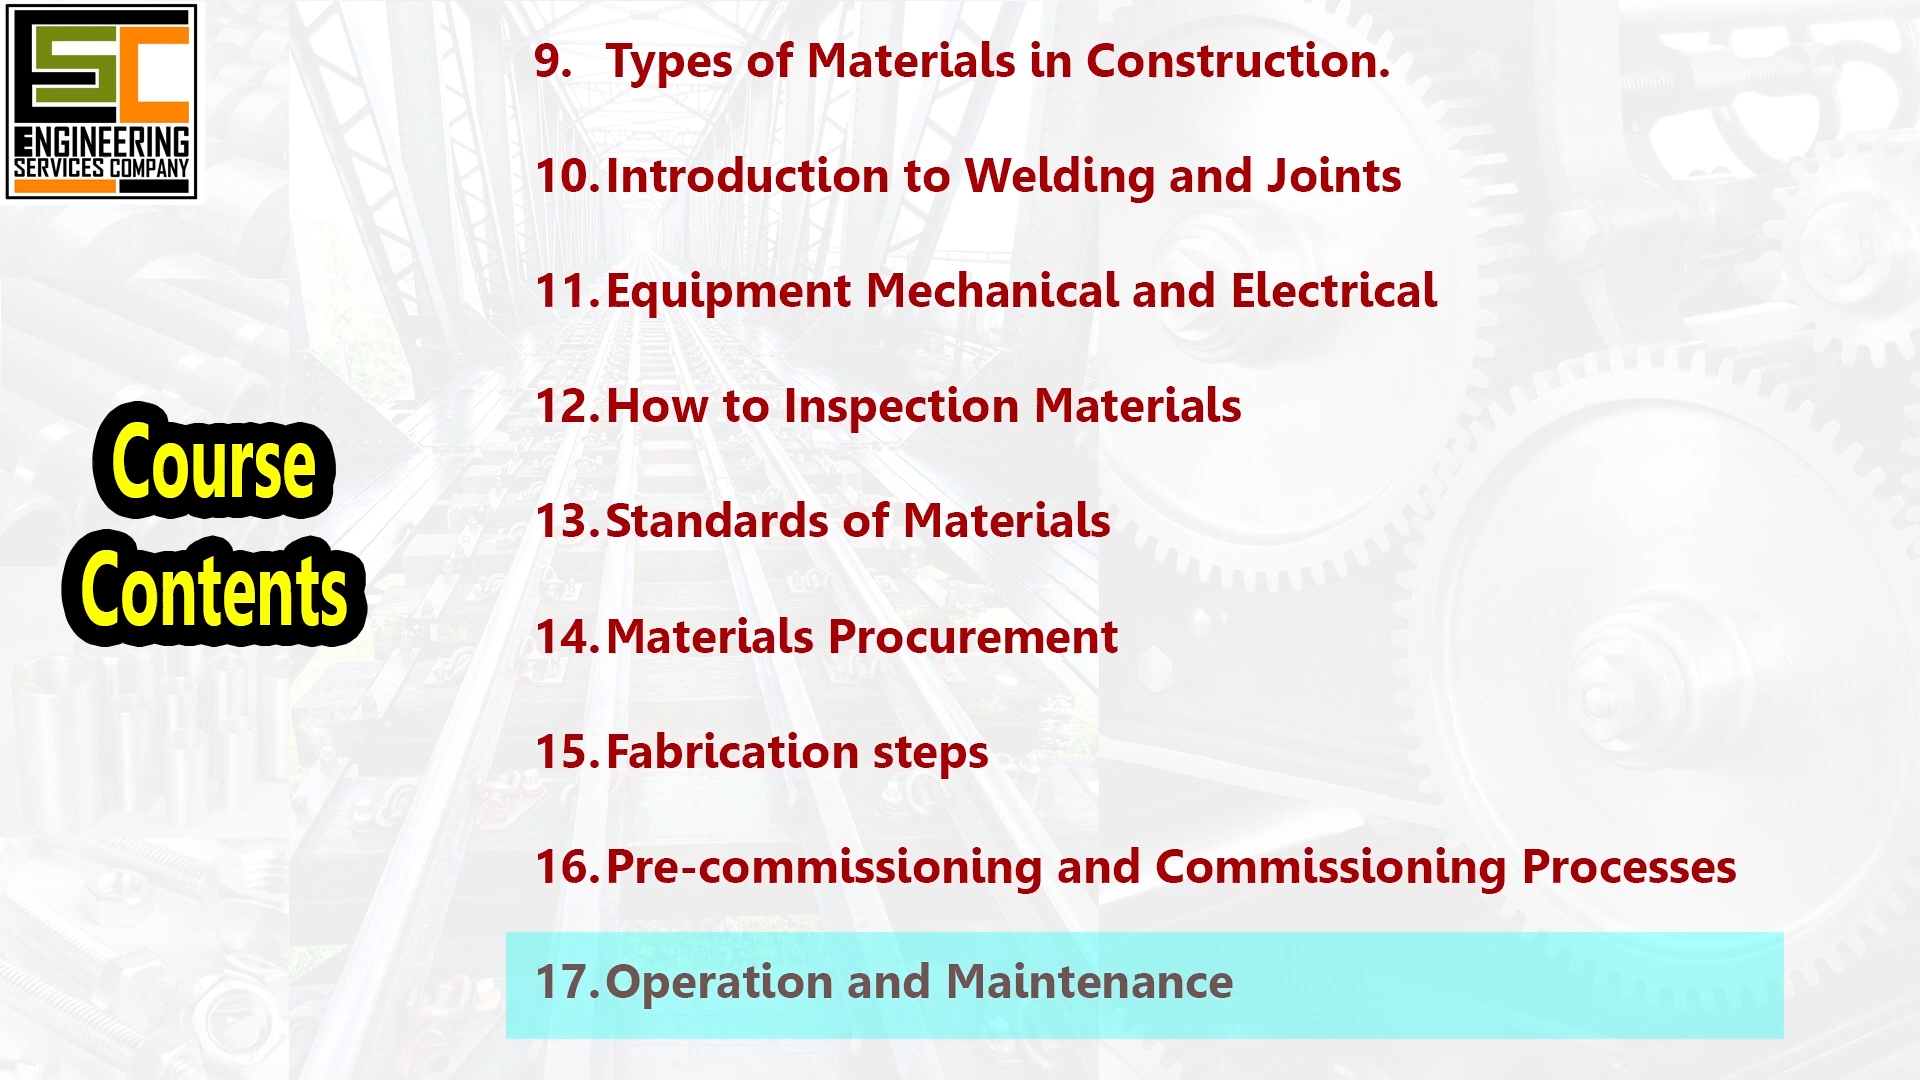 ESC
ENGINEERING
SERVICES COMPANY
Course
Contents
9. Types of Materials in Construction.
10. Introduction to Welding and Joints
11. Equipment Mechanical and Electrical
12. How to Inspection Materials
13. Standards of Materials
14. Materials Procurement
15. Fabrication steps
16. Pre-commissioning and Commissioning Processes
17. Operation and Maintenance